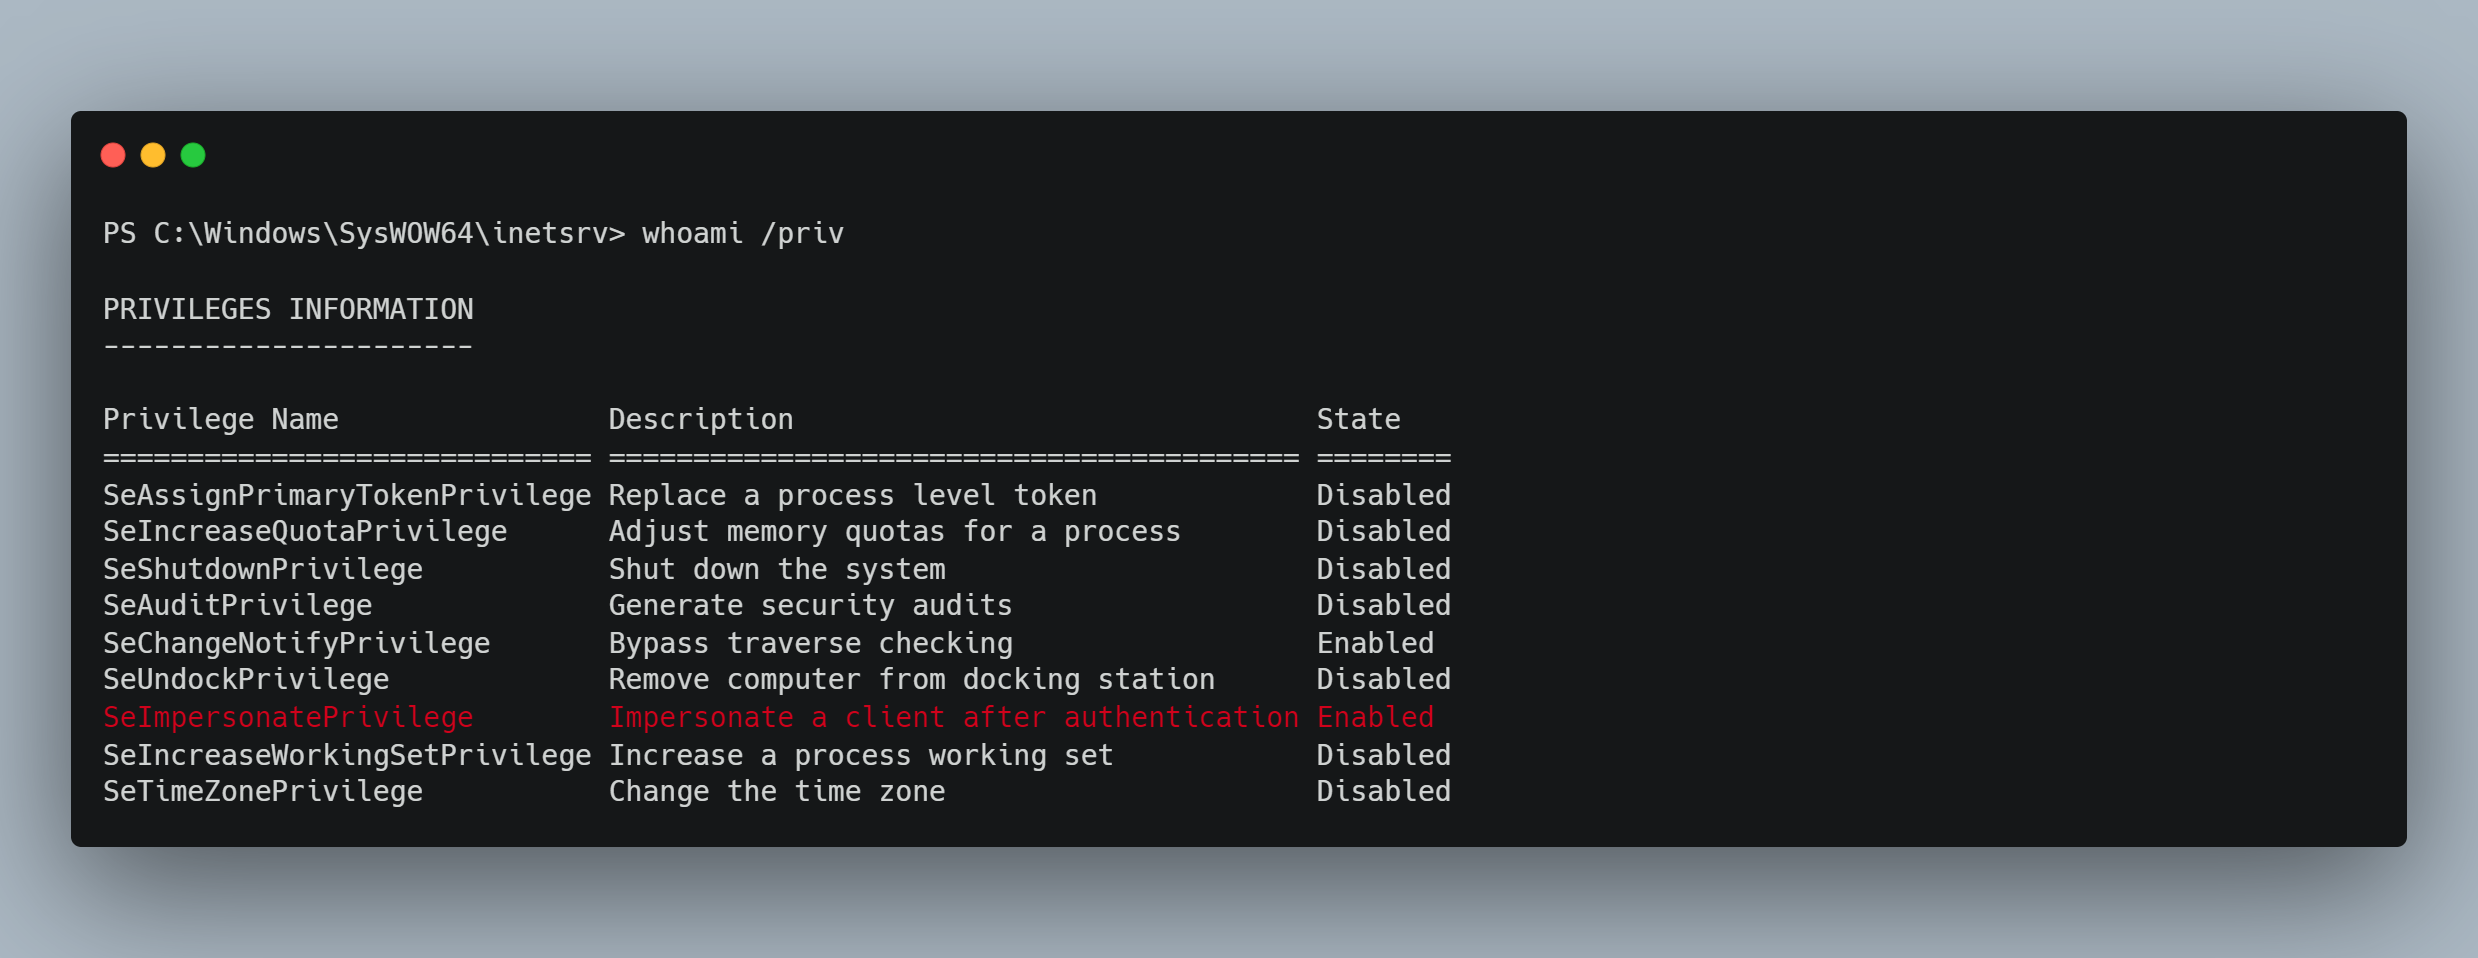 PS C:\Windows\SysWOW64\inetsrv> whoami /priv
PRIVILEGES INFORMATION
----------------------
Privilege Name                Description                               State
============================= ========================================= ========
SeAssignPrimaryTokenPrivilege Replace a process level token             Disabled
SeIncreaseQuotaPrivilege      Adjust memory quotas for a process        Disabled
SeShutdownPrivilege           Shut down the system                      Disabled
SeAuditPrivilege              Generate security audits                  Disabled
SeChangeNotifyPrivilege       Bypass traverse checking                  Enabled
SeUndockPrivilege             Remove computer from docking station      Disabled
SeImpersonatePrivilege        Impersonate a client after authentication Enabled
SeIncreaseWorkingSetPrivilege Increase a process working set            Disabled
SeTimeZonePrivilege           Change the time zone                      Disabled